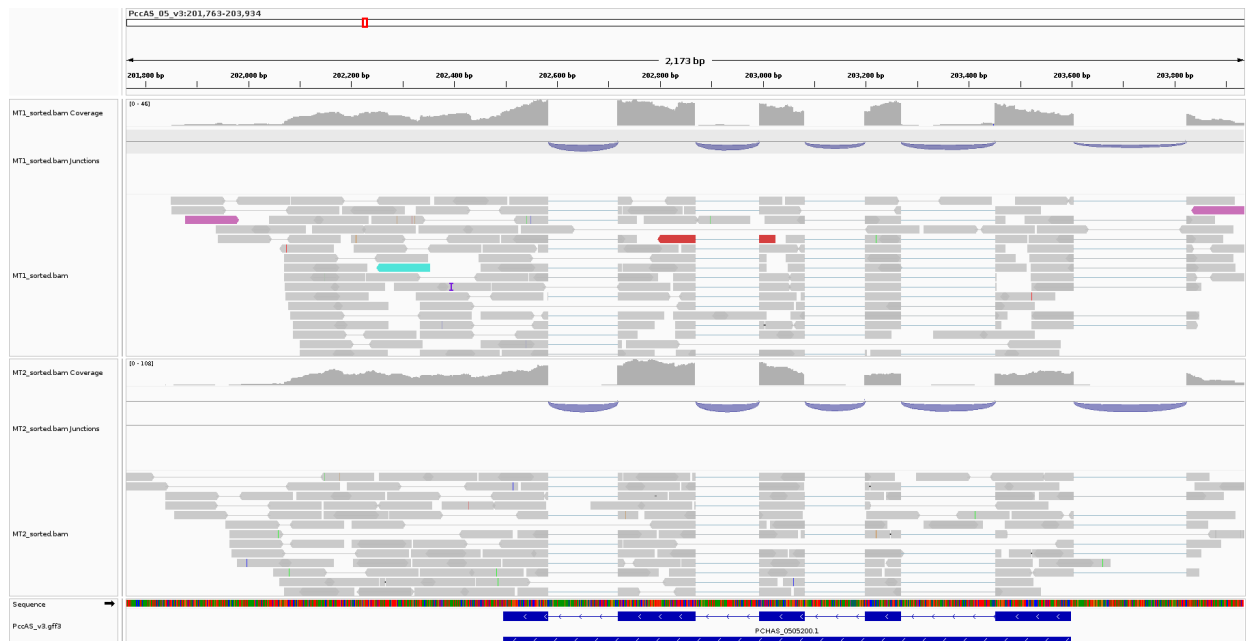 PccAS_05_v3:201,763-203,934
2,173 bp
201,800 bp 202,000 bp 202,200 bp 202,400 bp 202,600 bp 202,800 bp 203,000 bp 203,200 bp 203,400 bp 203,600 bp 203,800 bp
[0 - 46]
MT1_sorted.bam Coverage
MT1_sorted.bam Junctions
MT1_sorted.bam
[0 - 108]
MT2_sorted.bam Coverage
MT2_sorted.bam Junctions
MT2_sorted.bam
Sequence
PccAS_v3.gff3
PCHAS_0505200.1